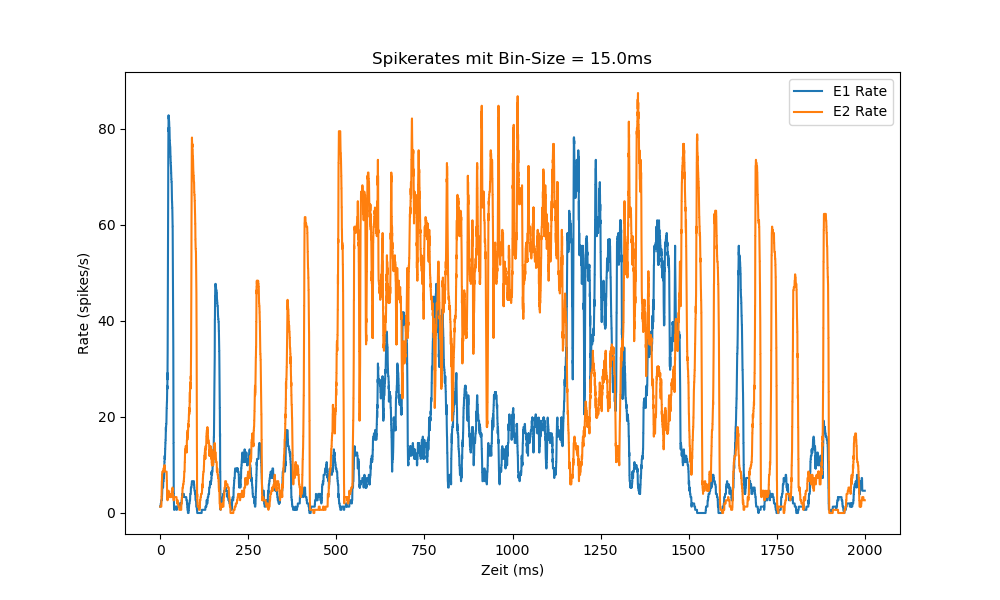 Spikerates mit Bin-Size = 15.0ms
E1 Rate
E2 Rate
80
60
40
20
0
Rate (spikes/s)
0 250 500 750 1000 1250 1500 1750 2000
Zeit (ms)